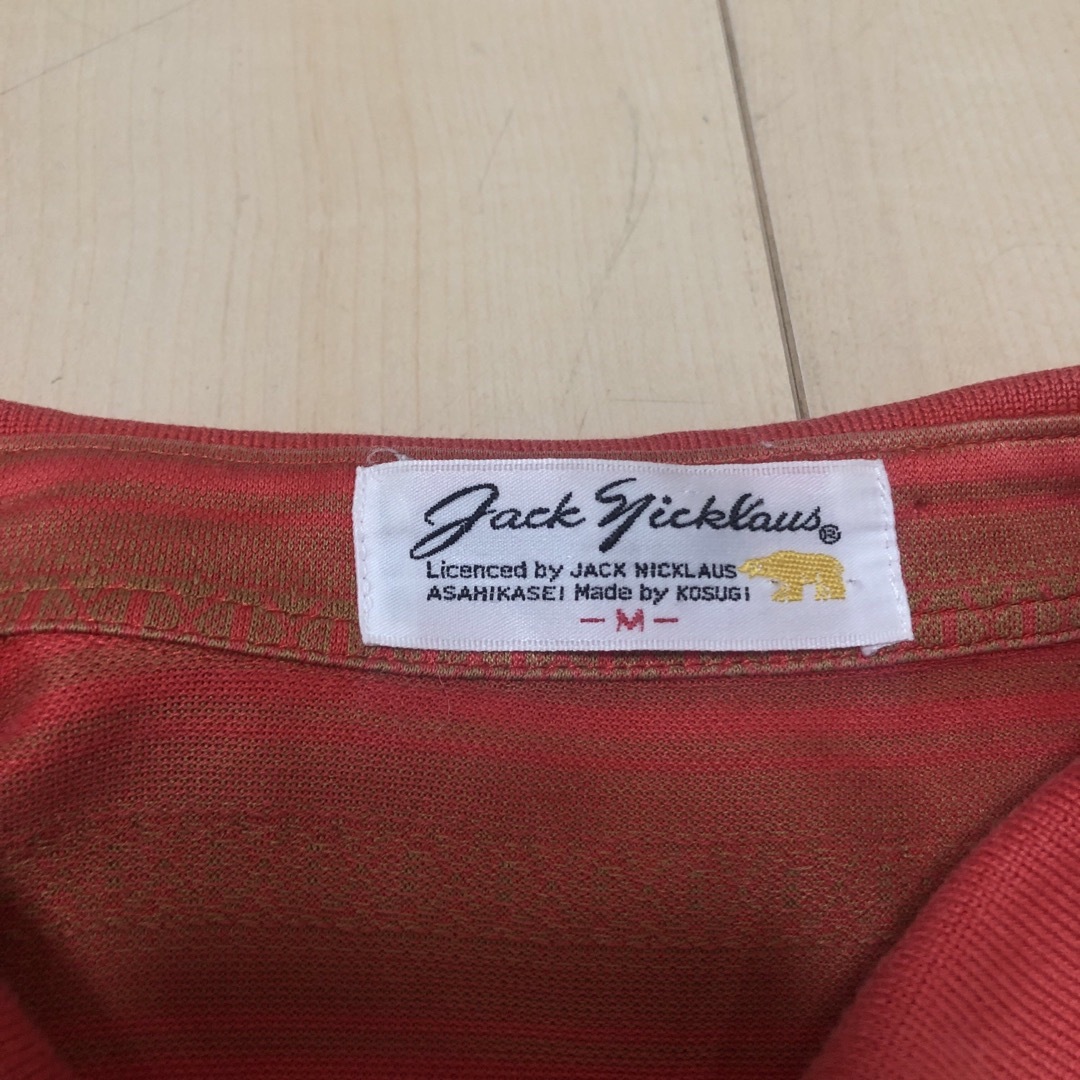 Jack Nicklaus®
Licenced by JACK NICKLAUS
ASAHIKASEI Made by KOSUGI
-M-